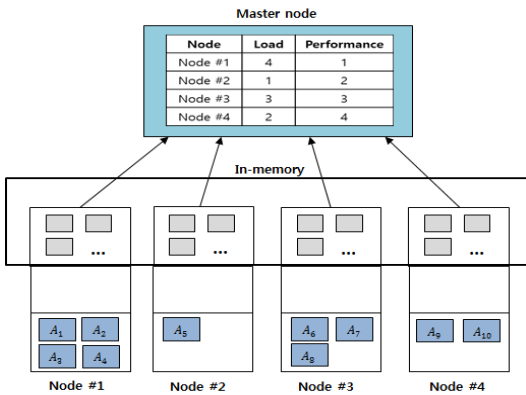 Master node
Node Load Performance
Node #1 4 1
Node #2 1 2
Node #3 3 3
Node #4 2 4
In-memory
... ... ... ...
A1 A2 A5 A6 A7 A9 A10
A3 A4 A8
Node #1 Node #2 Node #3 Node #4